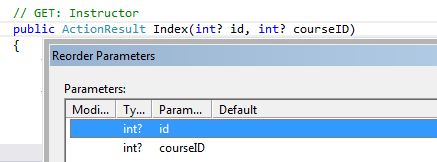 // GET: Instructor
public ActionResult Index(int? id, int? courseID)
{
Reorder Parameters
Parameters:
Modi... Ty... Param... Default
int? id
int? courseID